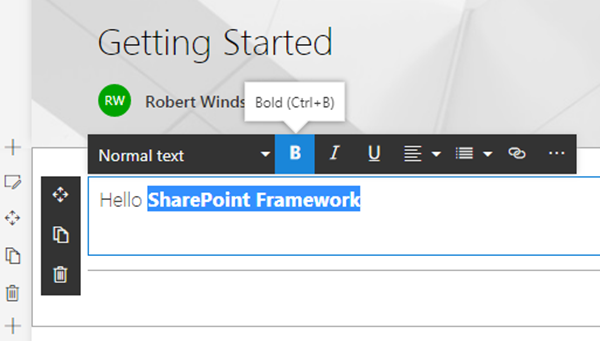 Getting Started
RW Robert Winds
Bold (Ctrl+B)
Normal text B I U ...
Hello SharePoint Framework